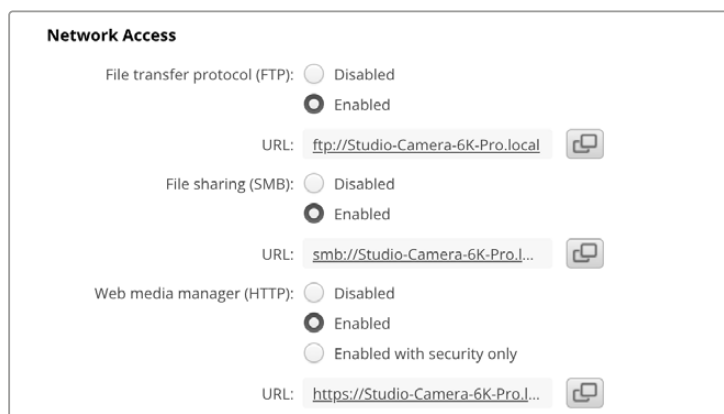 Network Access
File transfer protocol (FTP): Disabled
Enabled
URL: ftp://Studio-Camera-6K-Pro.local
File sharing (SMB): Disabled
Enabled
URL: smb://Studio-Camera-6K-Pro.l...
Web media manager (HTTP): Disabled
Enabled
Enabled with security only
URL: https://Studio-Camera-6K-Pro.l...